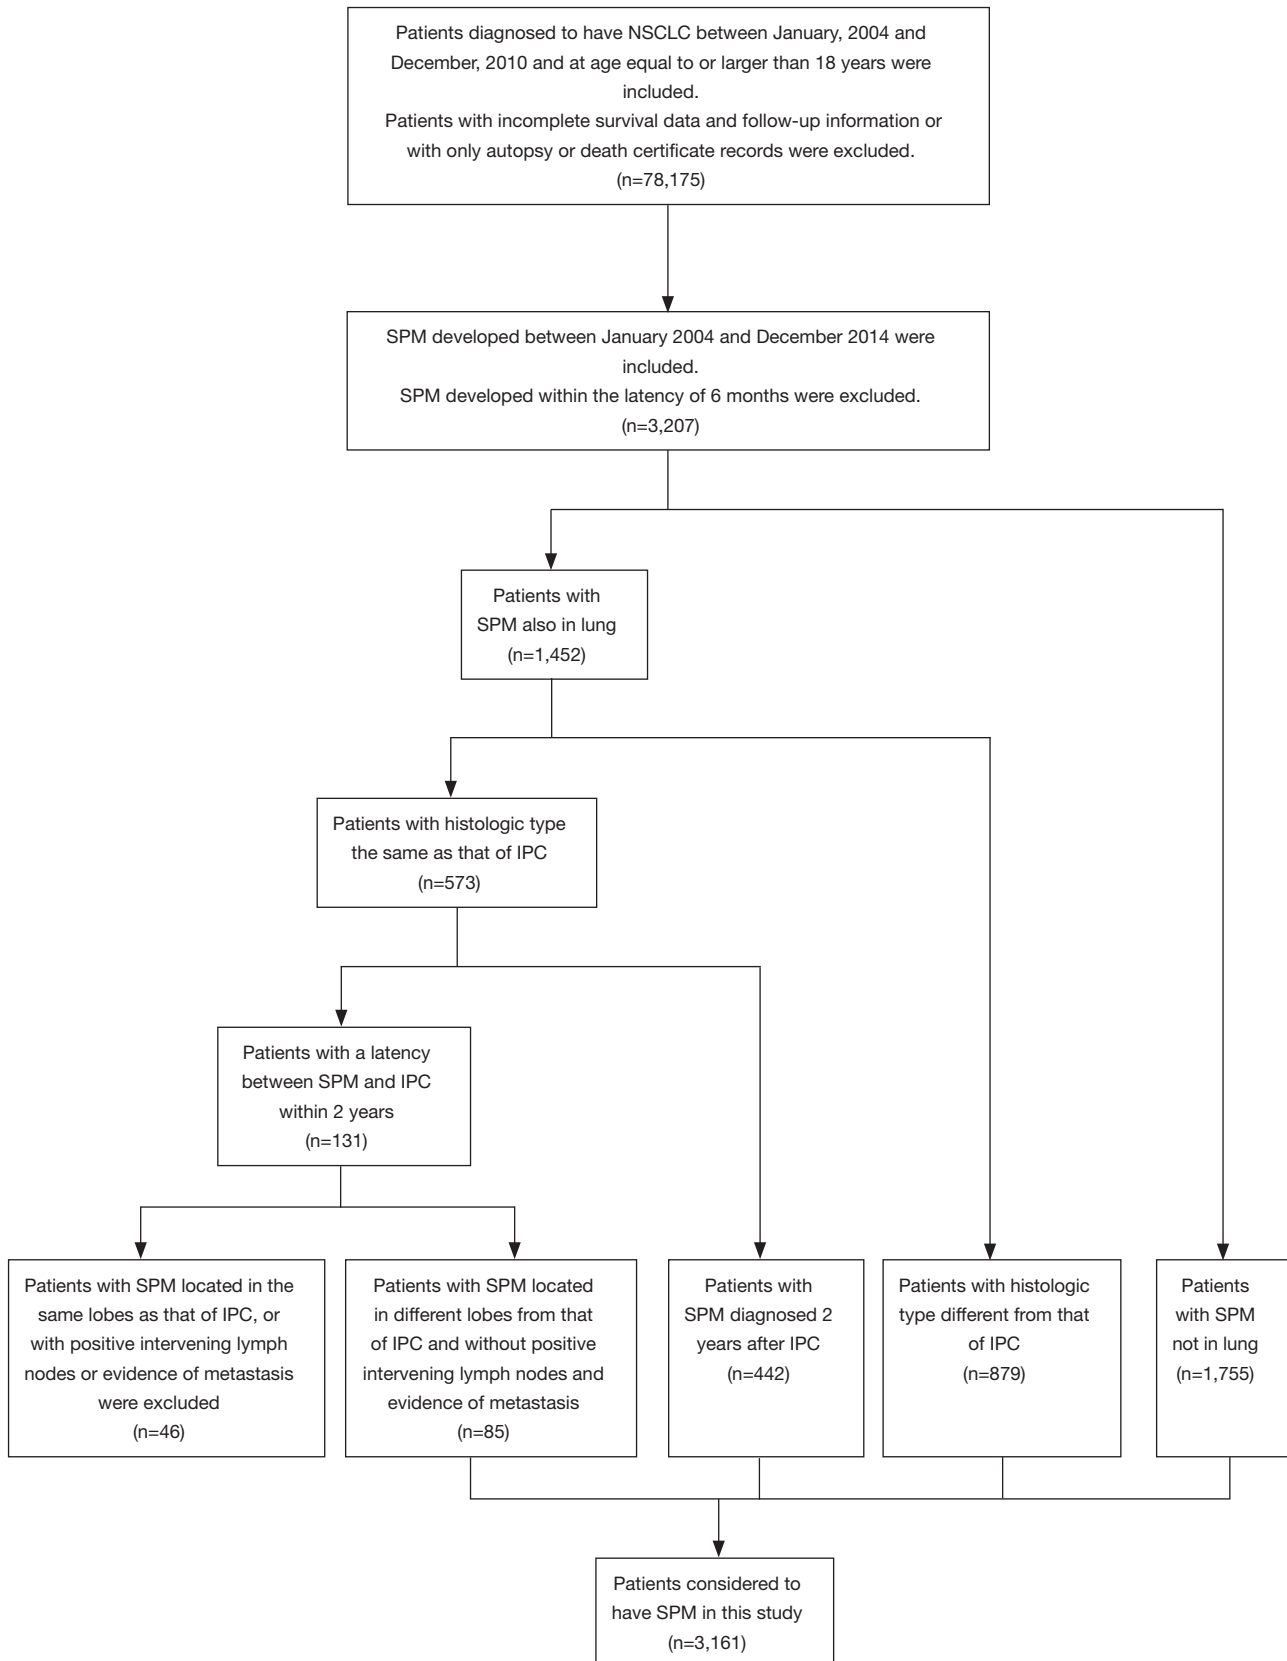 Patients diagnosed to have NSCLC between January, 2004 and
December, 2010 and at age equal to or larger than 18 years were
included.
Patients with incomplete survival data and follow-up information or
with only autopsy or death certificate records were excluded.
(n=78,175)
SPM developed between January 2004 and December 2014 were
included.
SPM developed within the latency of 6 months were excluded.
(n=3,207)
Patients with
SPM also in lung
(n=1,452)
Patients with histologic type
the same as that of IPC
(n=573)
Patients with a latency
between SPM and IPC
within 2 years
(n=131)
Patients with SPM located in the
same lobes as that of IPC, or
with positive intervening lymph
nodes or evidence of metastasis
were excluded
(n=46)
Patients with SPM located
in different lobes from that
of IPC and without positive
intervening lymph nodes and
evidence of metastasis
(n=85)
Patients with
SPM diagnosed 2
years after IPC
(n=442)
Patients with histologic
type different from that
of IPC
(n=879)
Patients
with SPM
not in lung
(n=1,755)
Patients considered to
have SPM in this study
(n=3,161)